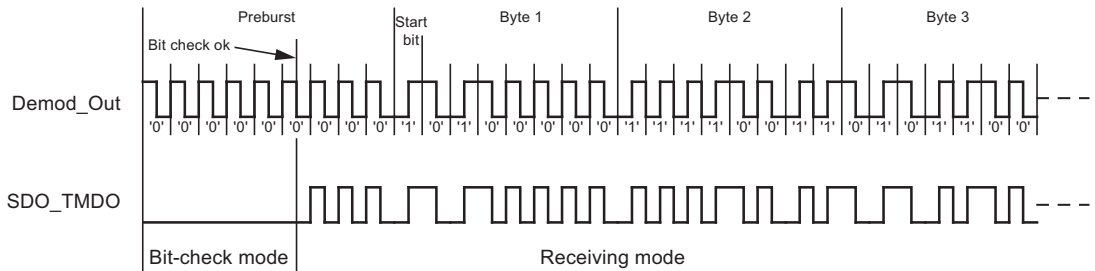 Preburst
Start
bit
Byte 1
Byte 2
Byte 3
Bit check ok
Demod_Out
'0' '0' '0' '0' '0' '0' '0' '0' '0' '1' '0' '1' '0' '0' '0' '0' '0' '1' '1' '1' '1' '0' '1' '1' '1' '0' '1' '0' '1' '1' '0' '0'
SDO_TMDO
Bit-check mode
Receiving mode